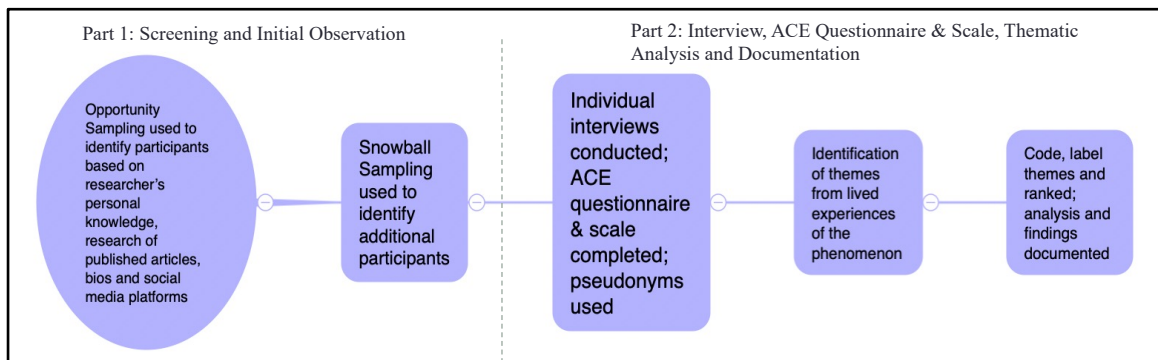 Part 1: Screening and Initial Observation
Part 2: Interview, ACE Questionnaire & Scale, Thematic
Analysis and Documentation
Opportunity
Sampling used to
identify participants
based on
researcher's
personal
knowledge,
research of
published articles,
bios and social
media platforms
Snowball
Sampling
used to
identify
additional
participants
Individual
interviews
conducted;
ACE
questionnaire
& scale
completed;
pseudonyms
used
Identification
of themes
from lived
experiences
of the
phenomenon
Code, label
themes and
ranked;
analysis and
findings
documented